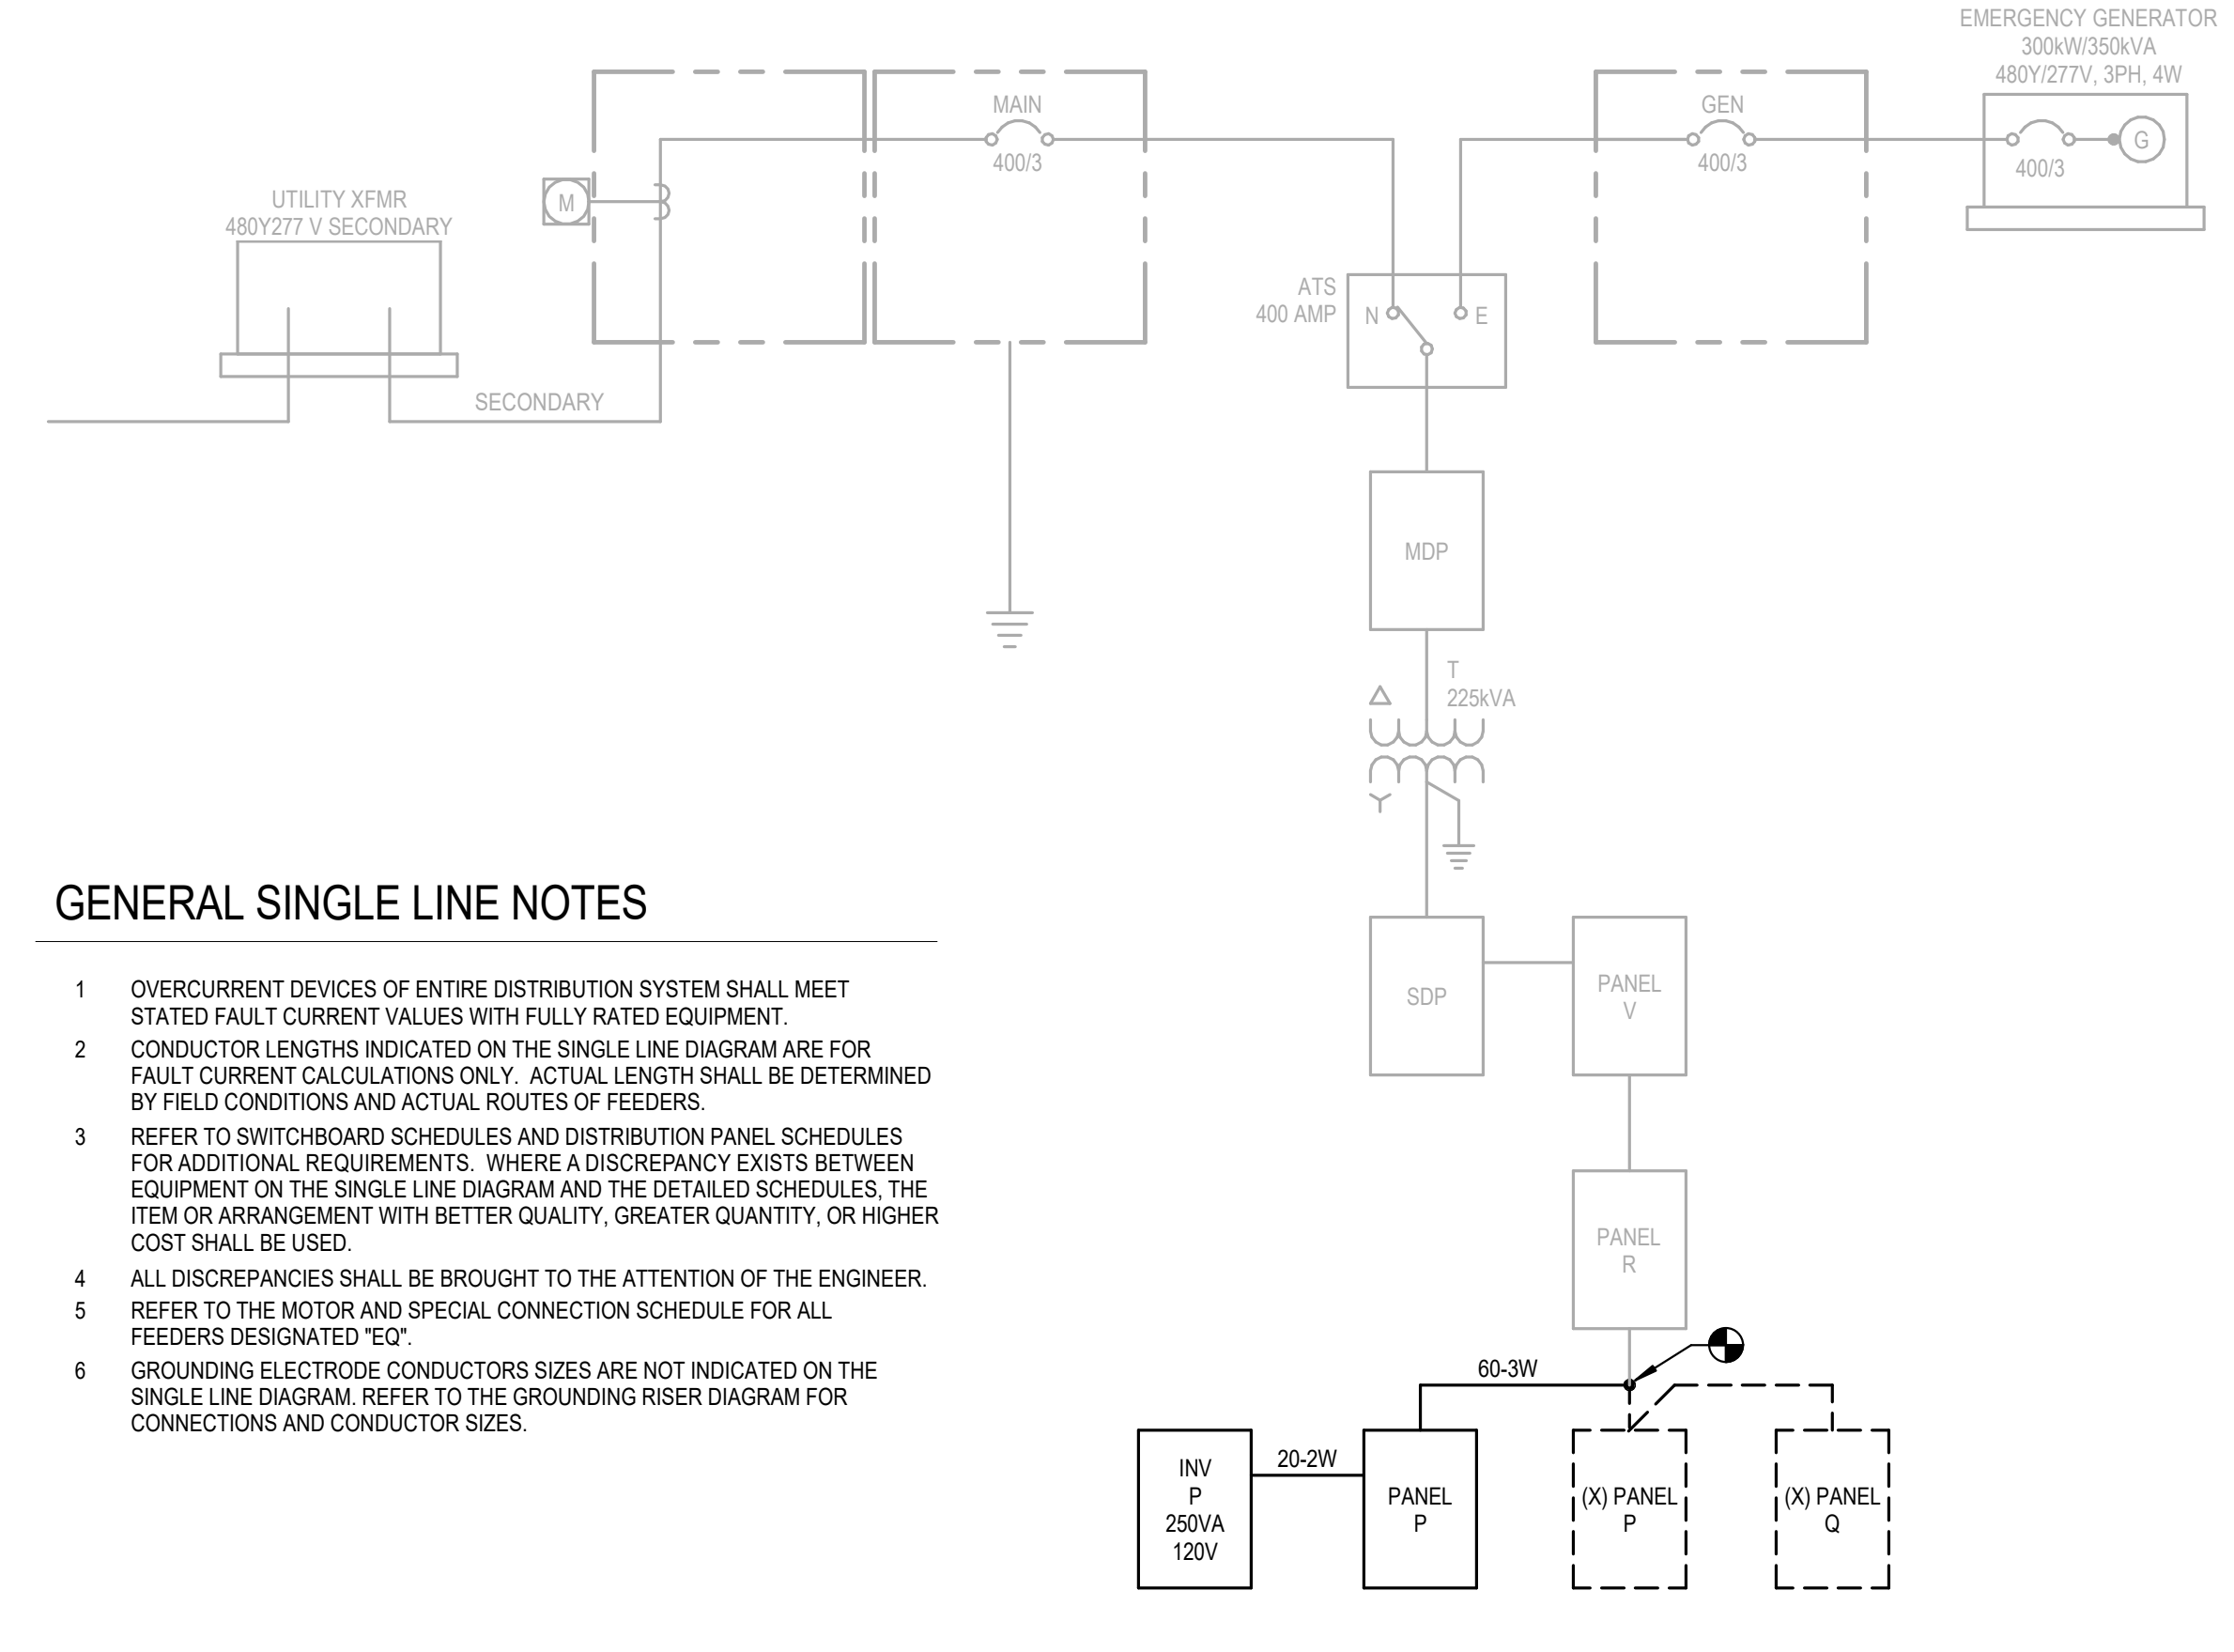 EMERGENCY GENERATOR
300kW/350kVA
480Y/277V, 3PH, 4W
MAIN
400/3
GEN
400/3
400/3
G
UTILITY XFMR
480Y277 V SECONDARY
M
SECONDARY
ATS
400 AMP
N
E
MDP
T
225kVA
SDP
PANEL
V
PANEL
R
GENERAL SINGLE LINE NOTES
1 OVERCURRENT DEVICES OF ENTIRE DISTRIBUTION SYSTEM SHALL MEET
STATED FAULT CURRENT VALUES WITH FULLY RATED EQUIPMENT.
2 CONDUCTOR LENGTHS INDICATED ON THE SINGLE LINE DIAGRAM ARE FOR
FAULT CURRENT CALCULATIONS ONLY. ACTUAL LENGTH SHALL BE DETERMINED
BY FIELD CONDITIONS AND ACTUAL ROUTES OF FEEDERS.
3 REFER TO SWITCHBOARD SCHEDULES AND DISTRIBUTION PANEL SCHEDULES
FOR ADDITIONAL REQUIREMENTS. WHERE A DISCREPANCY EXISTS BETWEEN
EQUIPMENT ON THE SINGLE LINE DIAGRAM AND THE DETAILED SCHEDULES, THE
ITEM OR ARRANGEMENT WITH BETTER QUALITY, GREATER QUANTITY, OR HIGHER
COST SHALL BE USED.
4 ALL DISCREPANCIES SHALL BE BROUGHT TO THE ATTENTION OF THE ENGINEER.
5 REFER TO THE MOTOR AND SPECIAL CONNECTION SCHEDULE FOR ALL
FEEDERS DESIGNATED "EQ".
6 GROUNDING ELECTRODE CONDUCTORS SIZES ARE NOT INDICATED ON THE
SINGLE LINE DIAGRAM. REFER TO THE GROUNDING RISER DIAGRAM FOR
CONNECTIONS AND CONDUCTOR SIZES.
60-3W
20-2W
INV
P
250VA
120V
PANEL
P
(X) PANEL
P
(X) PANEL
Q